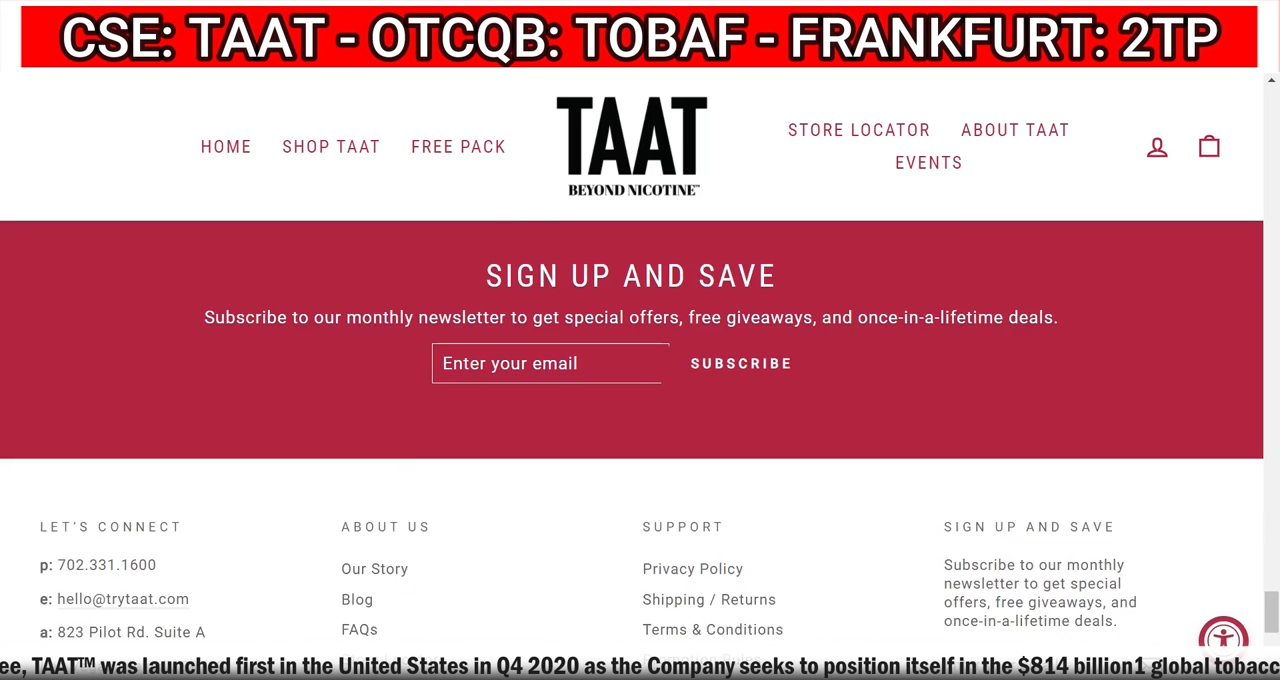 CSE: TAAT - OTCQB: TOBAF - FRANKFURT: 2TP
HOME SHOP TAAT FREE PACK
TAAT
BEYOND NICOTINE™
STORE LOCATOR ABOUT TAAT
EVENTS
SIGN UP AND SAVE
Subscribe to our monthly newsletter to get special offers, free giveaways, and once-in-a-lifetime deals.
Enter your email SUBSCRIBE
LET'S CONNECT
p: 702.331.1600
e: hello@trytaat.com
a: 823 Pilot Rd. Suite A
ABOUT US
Our Story
Blog
FAQs
SUPPORT
Privacy Policy
Shipping / Returns
Terms & Conditions
SIGN UP AND SAVE
Subscribe to our monthly
newsletter to get special
offers, free giveaways, and
once-in-a-lifetime deals.
ee, TAAT™ was launched first in the United States in Q4 2020 as the Company seeks to position itself in the $814 billion1 global tobacc